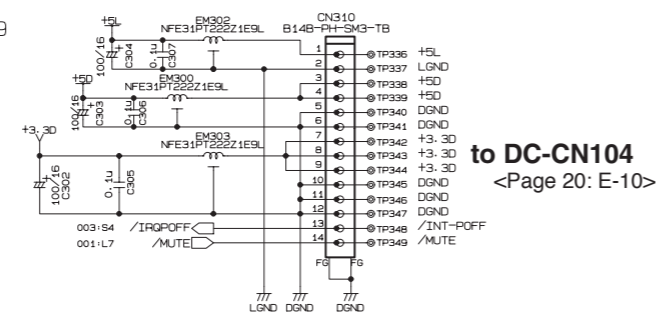 9
+5L
EM302
NFE31PT222Z1E9L
CN310
B14B-PH-SM3-TB
100/16
C304
0.1u
C307
1
TP336
+5L
2
TP337
LGND
+5D
EM300
NFE31PT222Z1E9L
3
TP338
+5D
4
TP339
+5D
100/16
C303
0.1u
C306
5
TP340
DGND
6
TP341
DGND
+3.3D
EM303
NFE31PT222Z1E9L
7
TP342
+3.3D
8
TP343
+3.3D
9
TP344
+3.3D
to DC-CN104
<Page 20: E-10>
100/16
C302
0.1u
C305
10
TP345
DGND
11
TP346
DGND
12
TP347
DGND
003:S4
/IRQPOFF
13
TP348
/INT-POFF
001:L7
/MUTE
14
TP349
/MUTE
FG
FG
LGND
DGND
DGND